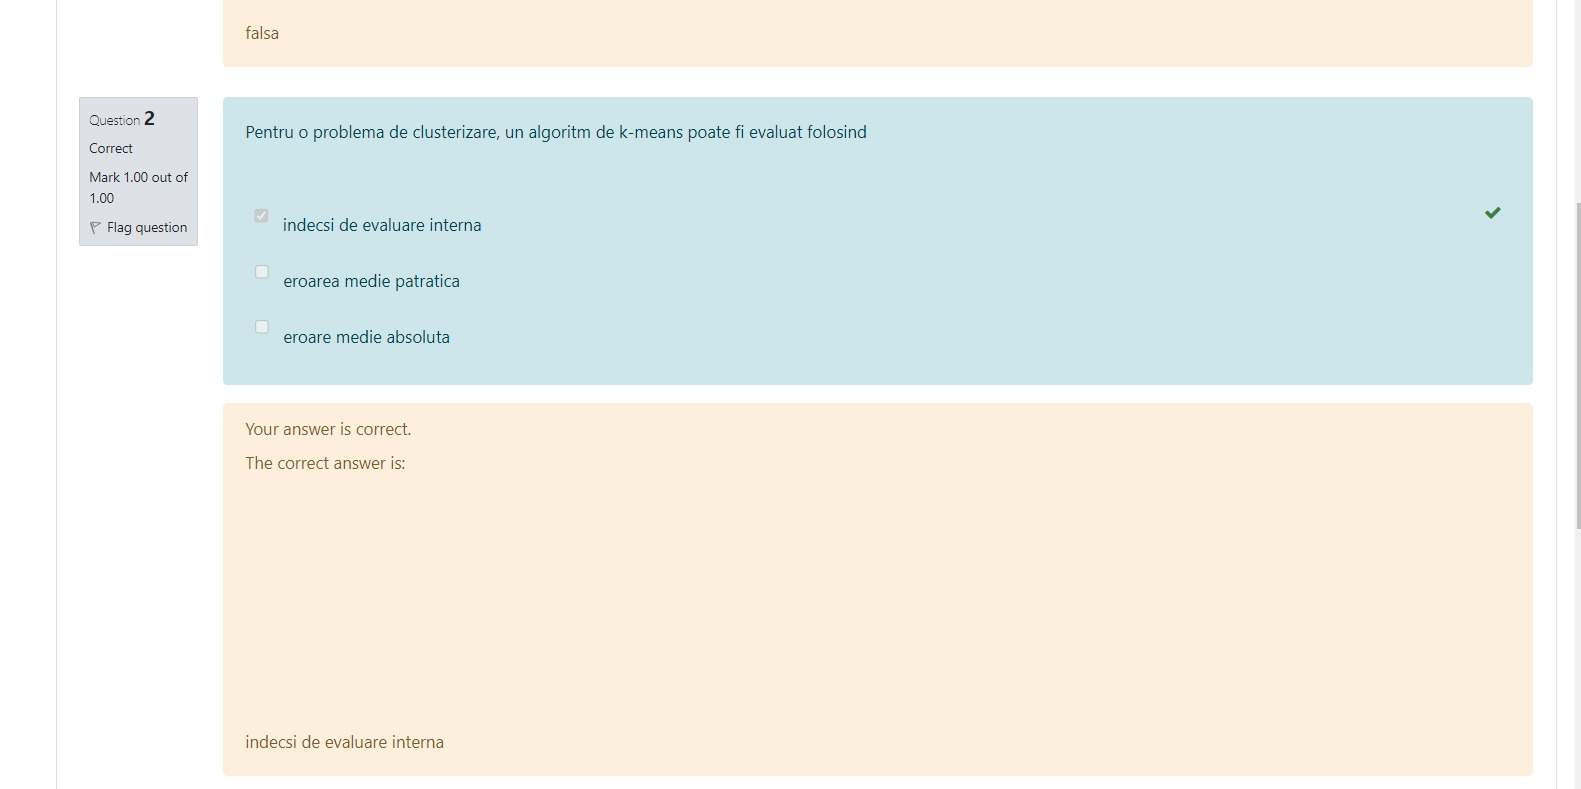 falsa
Question 2
Correct
Mark 1.00 out of
1.00
Flag question
Pentru o problema de clusterizare, un algoritm de k-means poate fi evaluat folosind
indecsi de evaluare interna
eroarea medie patratica
eroare medie absoluta
Your answer is correct.
The correct answer is:
indecsi de evaluare interna